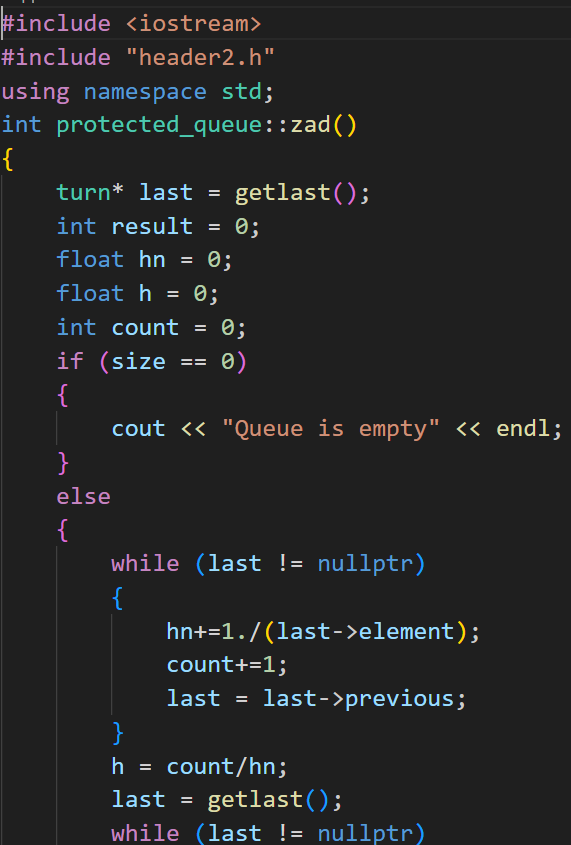 #include <iostream>
#include "header2.h"
using namespace std;
int protected_queue::zad()
{
    turn* last = getlast();
    int result = 0;
    float hn = 0;
    float h = 0;
    int count = 0;
    if (size == 0)
    {
        cout << "Queue is empty" << endl;
    }
    else
    {
        while (last != nullptr)
        {
            hn+=1./(last->element);
            count+=1;
            last = last->previous;
        }
        h = count/hn;
        last = getlast();
        while (last != nullptr)